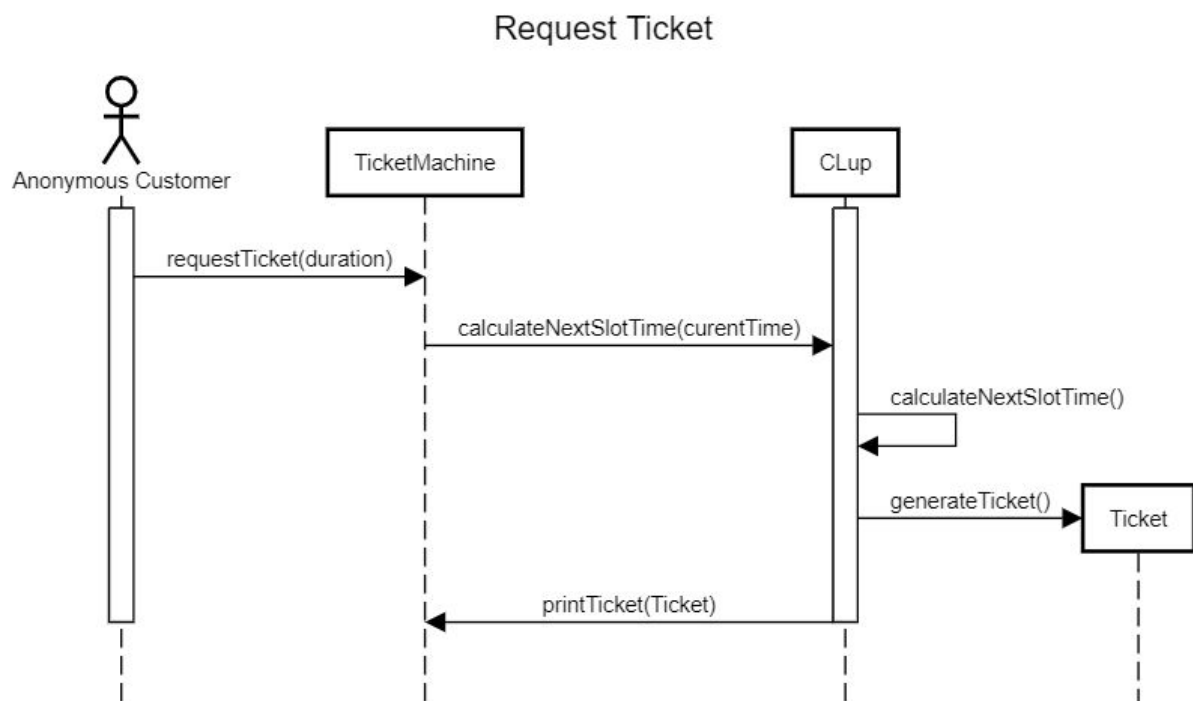 Request Ticket
Anonymous Customer
TicketMachine
CLup
requestTicket(duration)
calculateNextSlotTime(curentTime)
calculateNextSlotTime()
generateTicket()
Ticket
printTicket(Ticket)